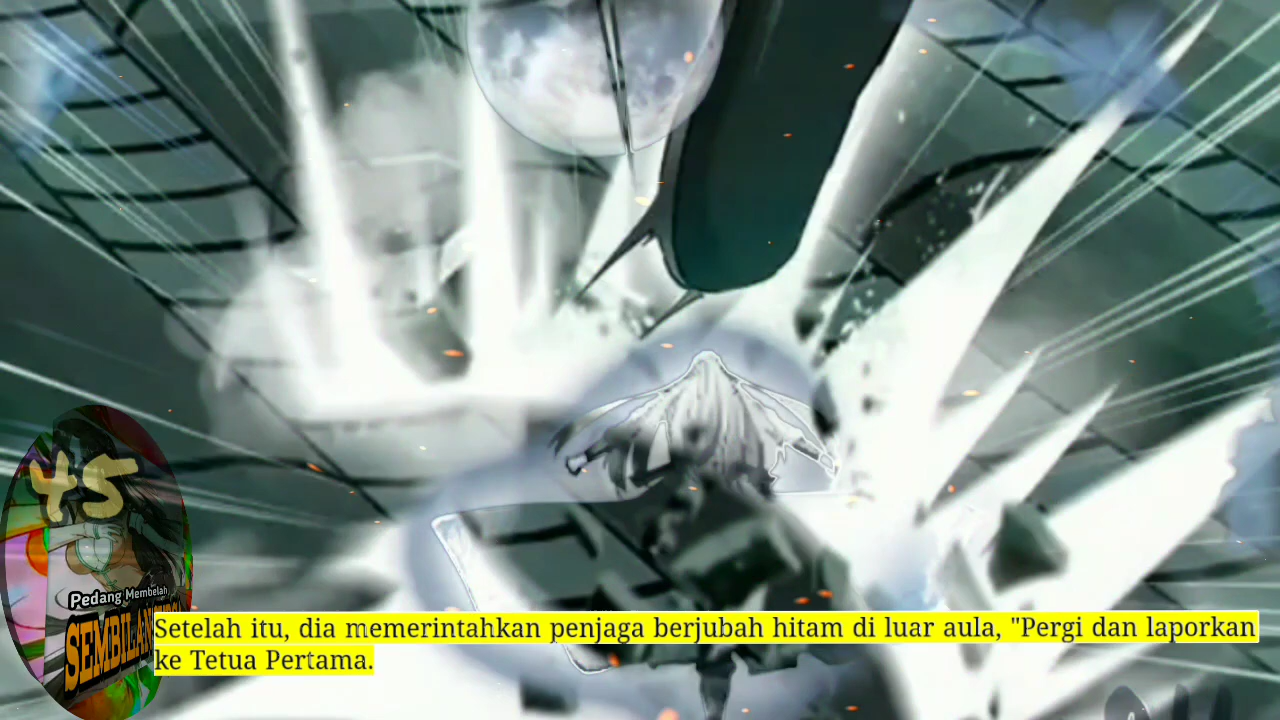 YS
Pedang Membelah
SEMBILAN
Setelah itu, dia memerintahkan penjaga berjubah hitam di luar aula, "Pergi dan laporkan
ke Tetua Pertama.